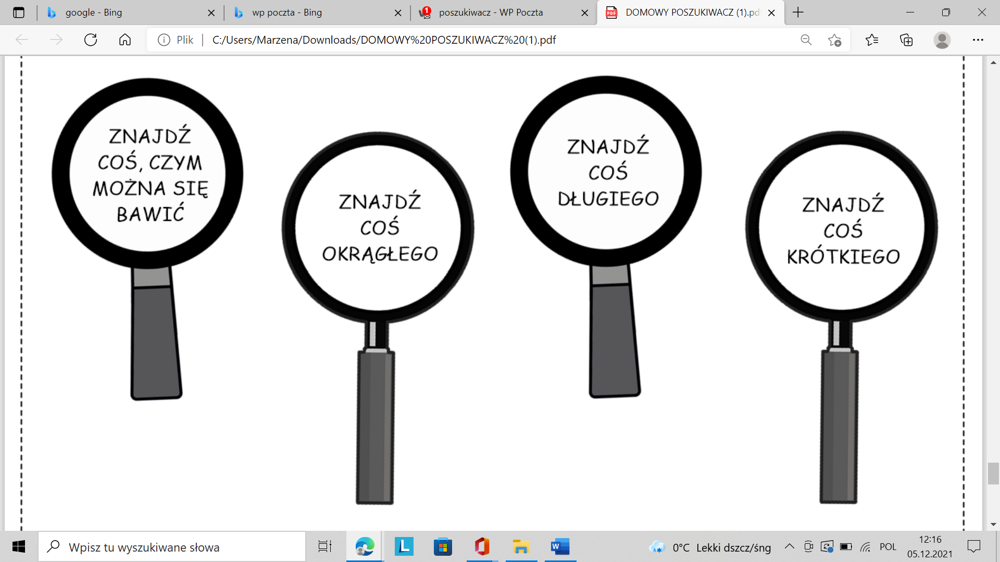 google - Bing
wp poczta - Bing
1
poszukiwacz - WP Poczta
PDF
DOMOWY POSZUKIWACZ (1).pd
Plik
C:/Users/Marzena/Downloads/DOMOWY%20POSZUKIWACZ%20(1).pdf
ZNAJDŹ
COŚ, CZYM
MOŻNA SIĘ
BAWIĆ
ZNAJDŹ
COŚ
OKRĄGŁEGO
ZNAJDŹ
COŚ
DŁUGIEGO
ZNAJDŹ
COŚ
KRÓTKIEGO
Wpisz tu wyszukiwane słowa
L
W
0°C Lekki dszcz/śng
POL
12:16
05.12.2021